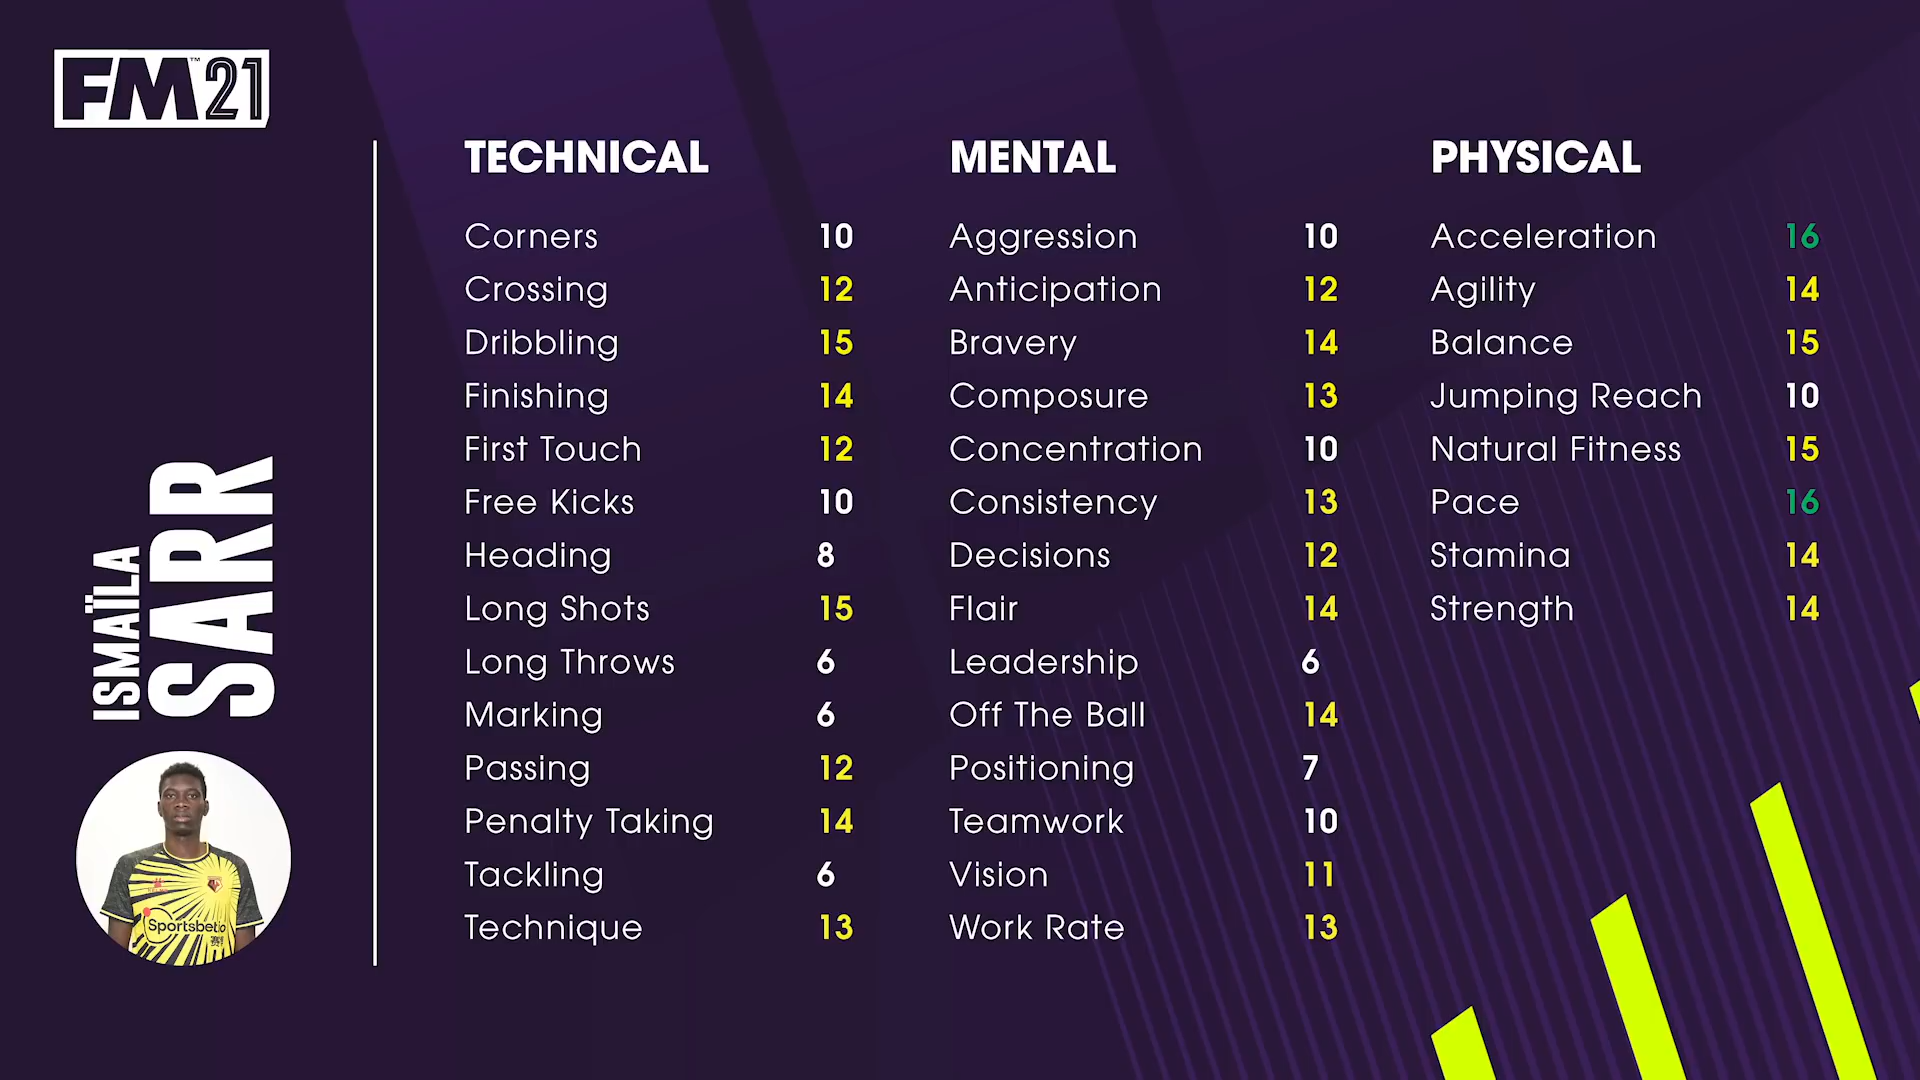 FM™21
ISMAÏLA
SARR
Sportsbet.io
TECHNICAL
Corners 10
Crossing 12
Dribbling 15
Finishing 14
First Touch 12
Free Kicks 10
Heading 8
Long Shots 15
Long Throws 6
Marking 6
Passing 12
Penalty Taking 14
Tackling 6
Technique 13
MENTAL
Aggression 10
Anticipation 12
Bravery 14
Composure 13
Concentration 10
Consistency 13
Decisions 12
Flair 14
Leadership 6
Off The Ball 14
Positioning 7
Teamwork 10
Vision 11
Work Rate 13
PHYSICAL
Acceleration 16
Agility 14
Balance 15
Jumping Reach 10
Natural Fitness 15
Pace 16
Stamina 14
Strength 14